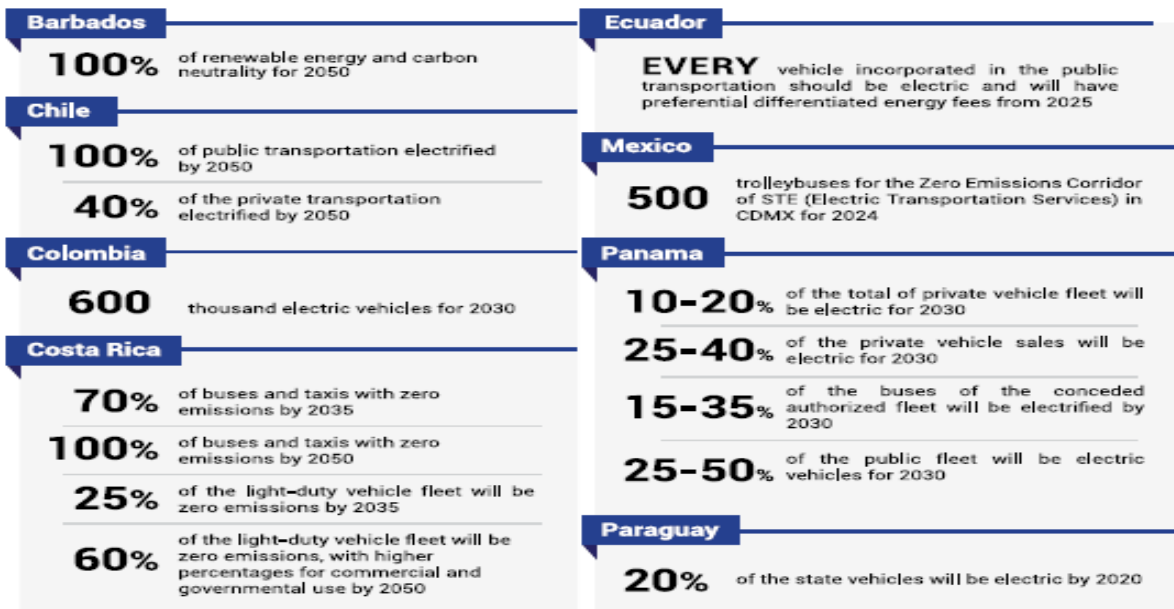 Barbados
100% of renewable energy and carbon
neutrality for 2050
Chile
100% of public transportation electrified
by 2050
40% of the private transportation
electrified by 2050
Colombia
600 thousand electric vehicles for 2030
Costa Rica
70% of buses and taxis with zero
emissions by 2035
100% of buses and taxis with zero
emissions by 2050
25% of the light-duty vehicle fleet will be
zero emissions by 2035
60% of the light-duty vehicle fleet will be
zero emissions, with higher
percentages for commercial and
governmental use by 2050
Ecuador
EVERY vehicle incorporated in the public
transportation should be electric and will have
preferential differentiated energy fees from 2025
Mexico
500 trolleybuses for the Zero Emissions Corridor
of STE (Electric Transportation Services) in
CDMX for 2024
Panama
10-20% of the total of private vehicle fleet will
be electric for 2030
25-40% of the private vehicle sales will be
electric for 2030
15-35% of the buses of the conceded
authorized fleet will be electrified by
2030
25-50% of the public fleet will be electric
vehicles for 2030
Paraguay
20% of the state vehicles will be electric by 2020